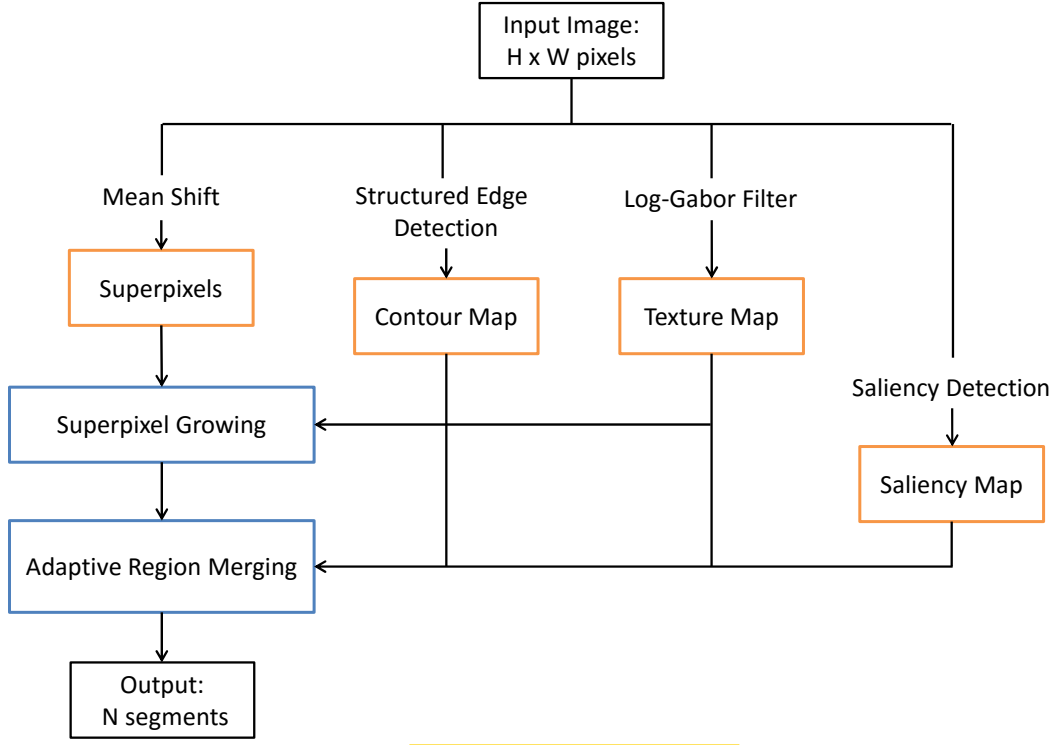 Input Image:
H x W pixels
Mean Shift
Structured Edge
Detection
Log-Gabor Filter
Superpixels
Contour Map
Texture Map
Saliency Detection
Superpixel Growing
Saliency Map
Adaptive Region Merging
Output:
N segments